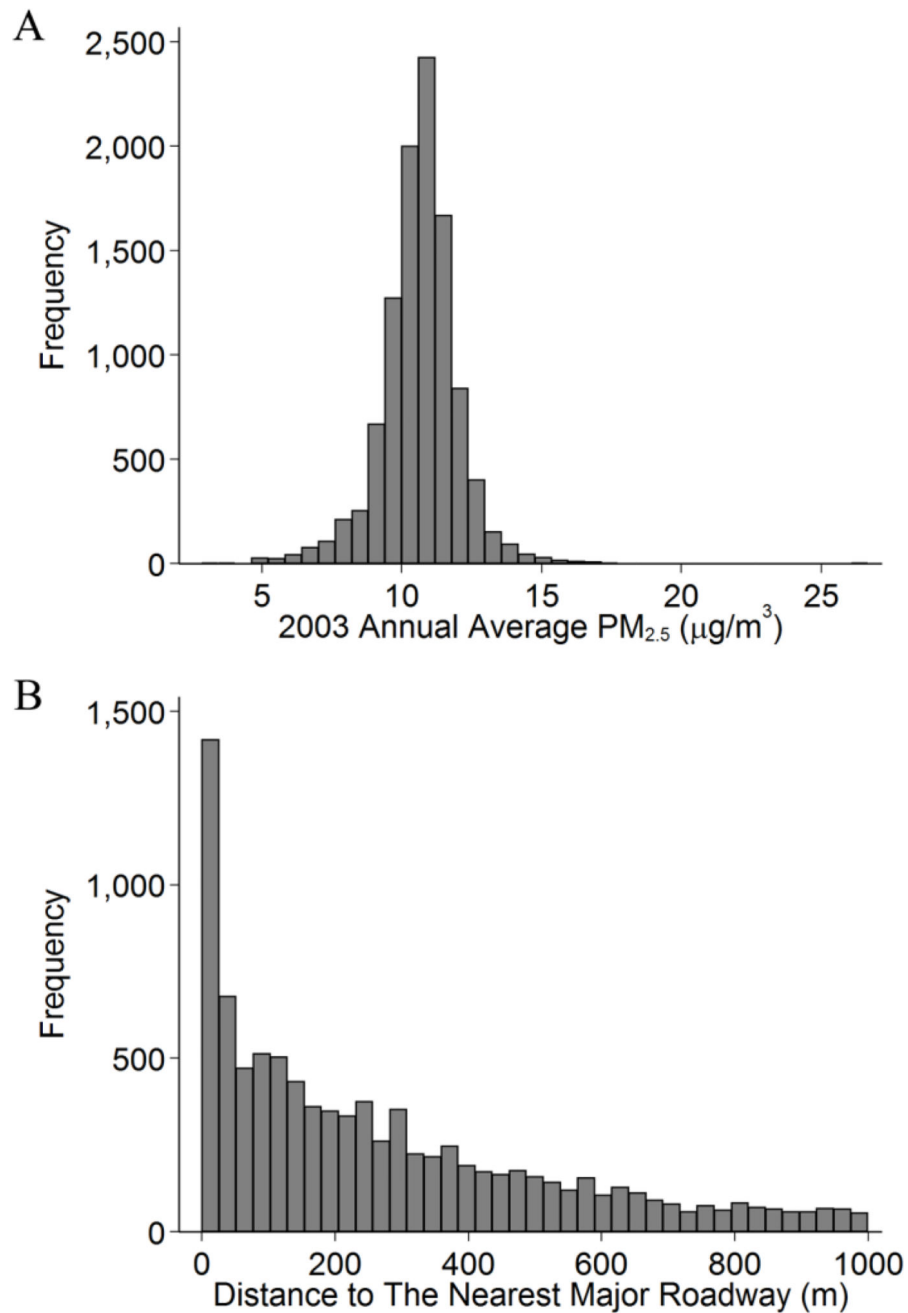 A
2,500
2,000
1,500
1,000
500
0
Frequency
5 10 15 20 25
2003 Annual Average PM2.5 (μg/m3)
B
1,500
1,000
500
0
Frequency
0 200 400 600 800 1000
Distance to The Nearest Major Roadway (m)